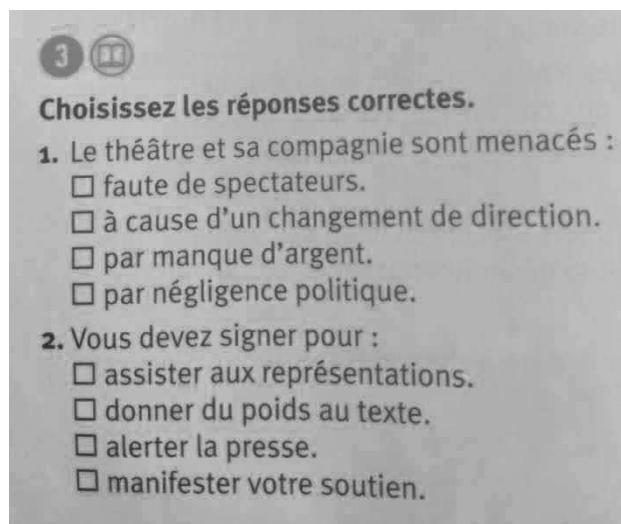 3
Choisissez les réponses correctes.
1. Le théâtre et sa compagnie sont menacés :
☐ faute de spectateurs.
☐ à cause d'un changement de direction.
☐ par manque d'argent.
☐ par négligence politique.
2. Vous devez signer pour :
☐ assister aux représentations.
☐ donner du poids au texte.
☐ alerter la presse.
☐ manifester votre soutien.